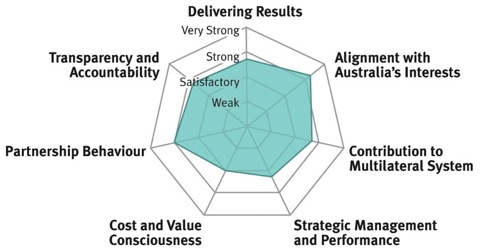 Delivering Results
Very Strong
Strong
Satisfactory
Weak
Transparency and
Accountability
Alignment with
Australia's Interests
Partnership Behaviour
Contribution to
Multilateral System
Cost and Value
Consciousness
Strategic Management
and Performance